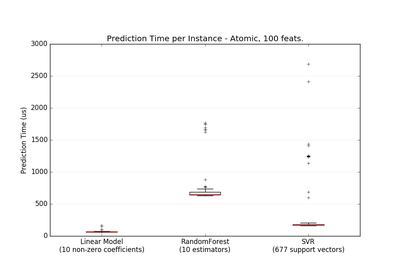 Prediction Time per Instance - Atomic, 100 feats.
3000
2500
2000
1500
1000
500
0
Prediction Time (us)
Linear Model
(10 non-zero coefficients)
RandomForest
(10 estimators)
SVR
(677 support vectors)